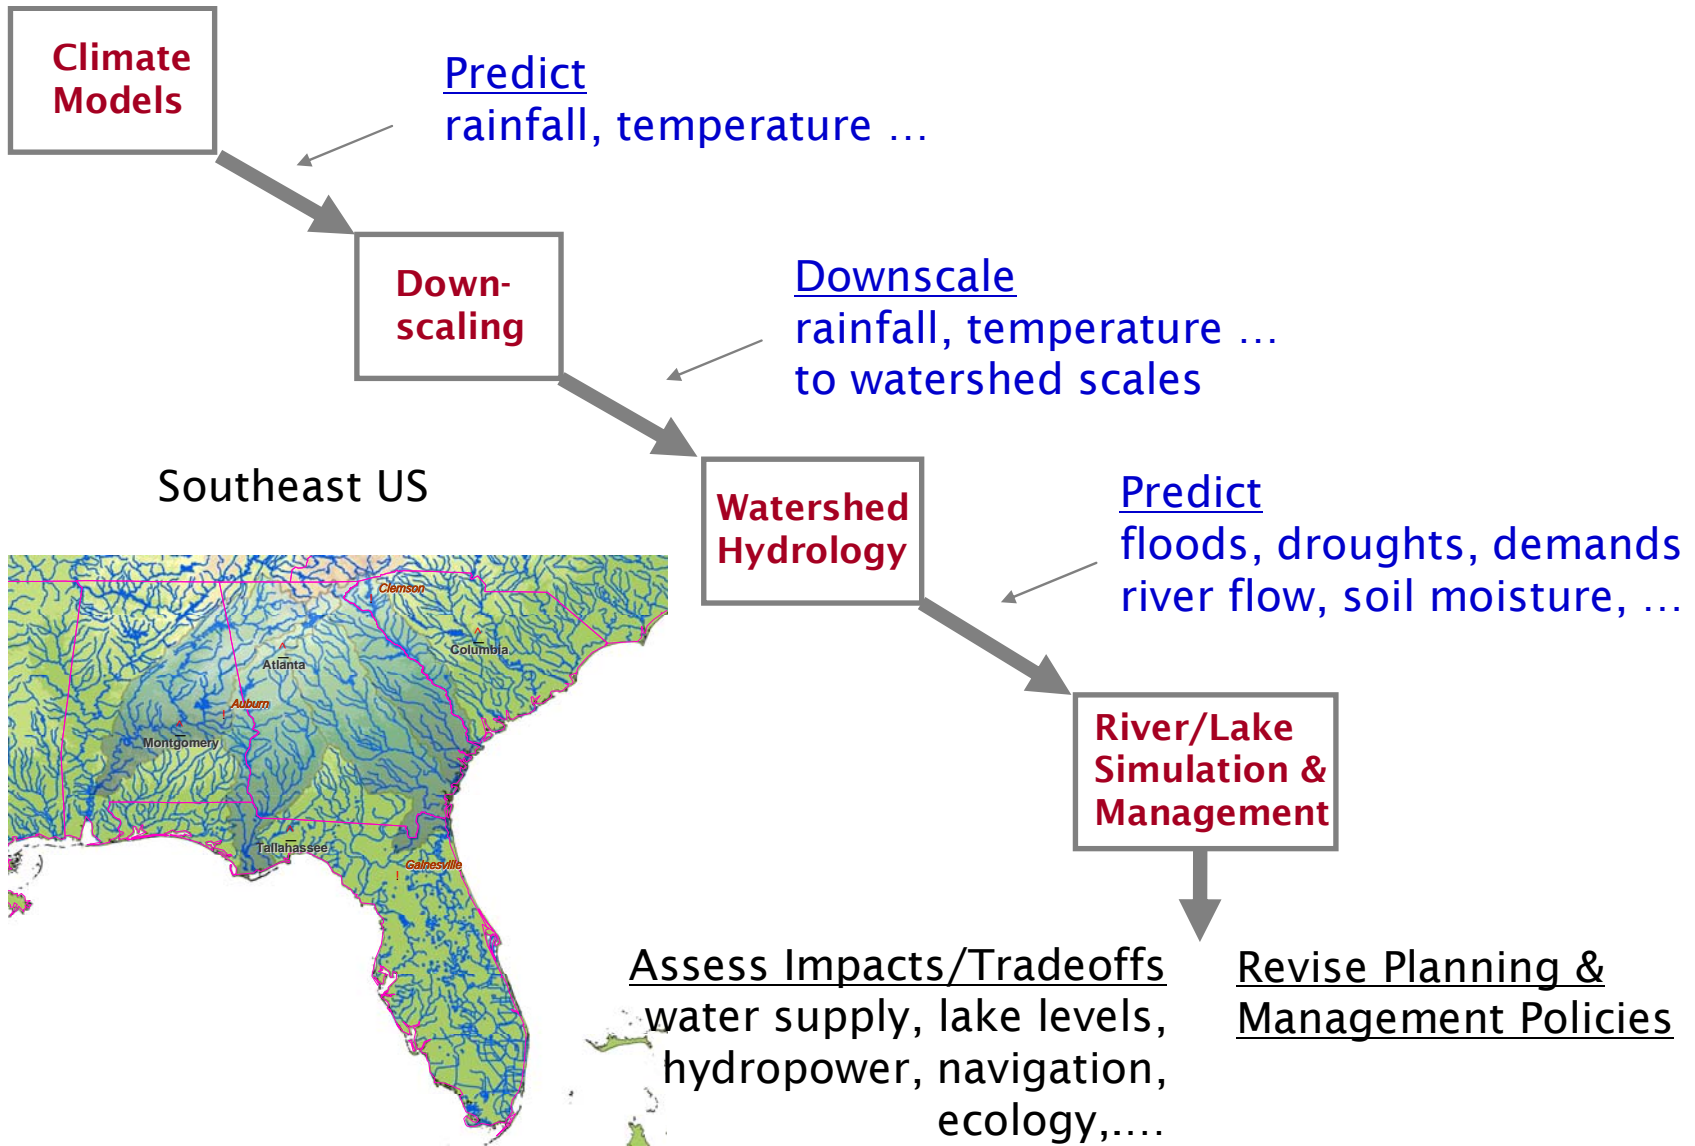 Climate
Models
Predict
rainfall, temperature …
Down-
scaling
Downscale
rainfall, temperature …
to watershed scales
Watershed
Hydrology
Predict
floods, droughts, demands
river flow, soil moisture, …
Southeast US
Clemson
Columbia
Atlanta
Auburn
Montgomery
Tallahassee
Gainesville
River/Lake
Simulation &
Management
Assess Impacts/Tradeoffs
water supply, lake levels,
hydropower, navigation,
ecology,....
Revise Planning &
Management Policies